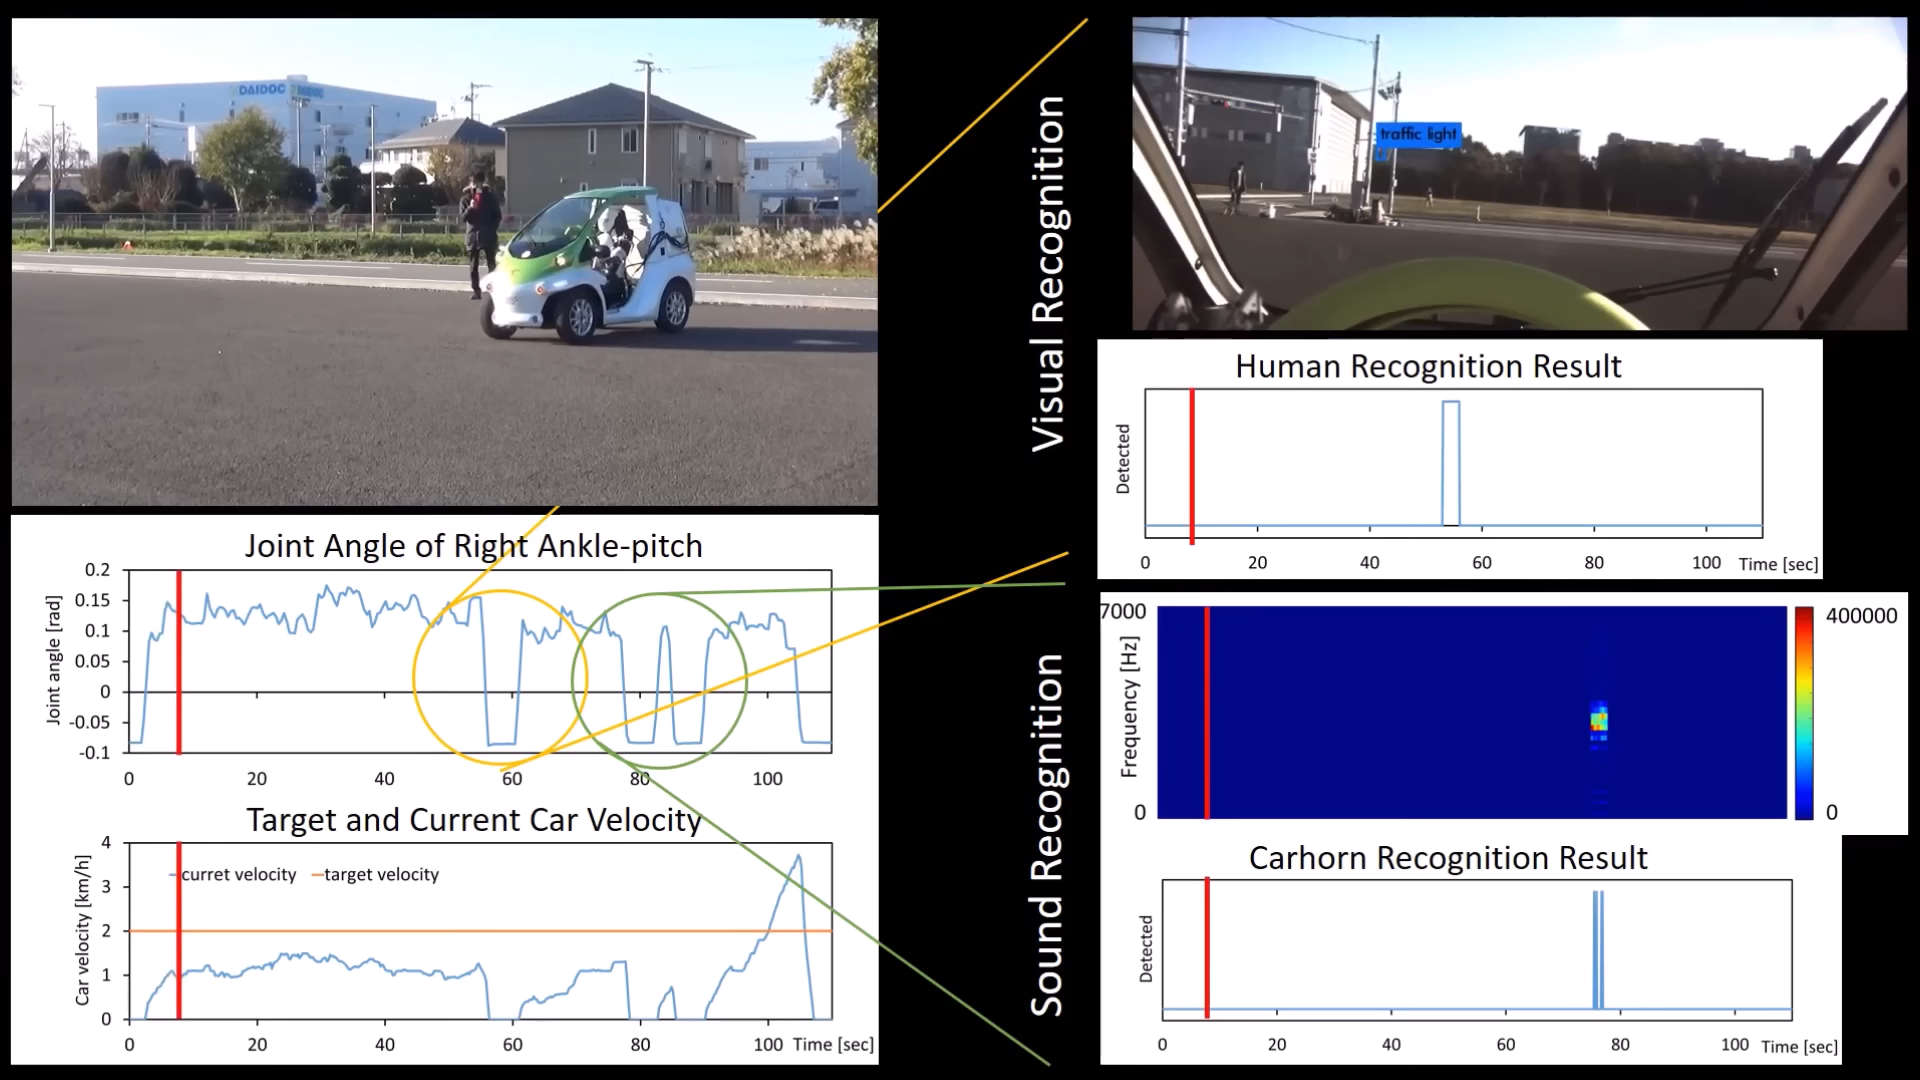 DAIDOC
traffic light
Visual Recognition
Human Recognition Result
Detected
0 20 40 60 80 100 Time [sec]
Joint Angle of Right Ankle-pitch
Joint angle [rad]
0.2
0.15
0.1
0.05
0
-0.05
-0.1
0 20 40 60 80 100
Target and Current Car Velocity
Car velocity [km/h]
4
3
2
1
0
curret velocity target velocity
0 20 40 60 80 100 Time [sec]
Sound Recognition
7000
Frequency [Hz]
0
400000
0
Carhorn Recognition Result
Detected
0 20 40 60 80 100 Time [sec]